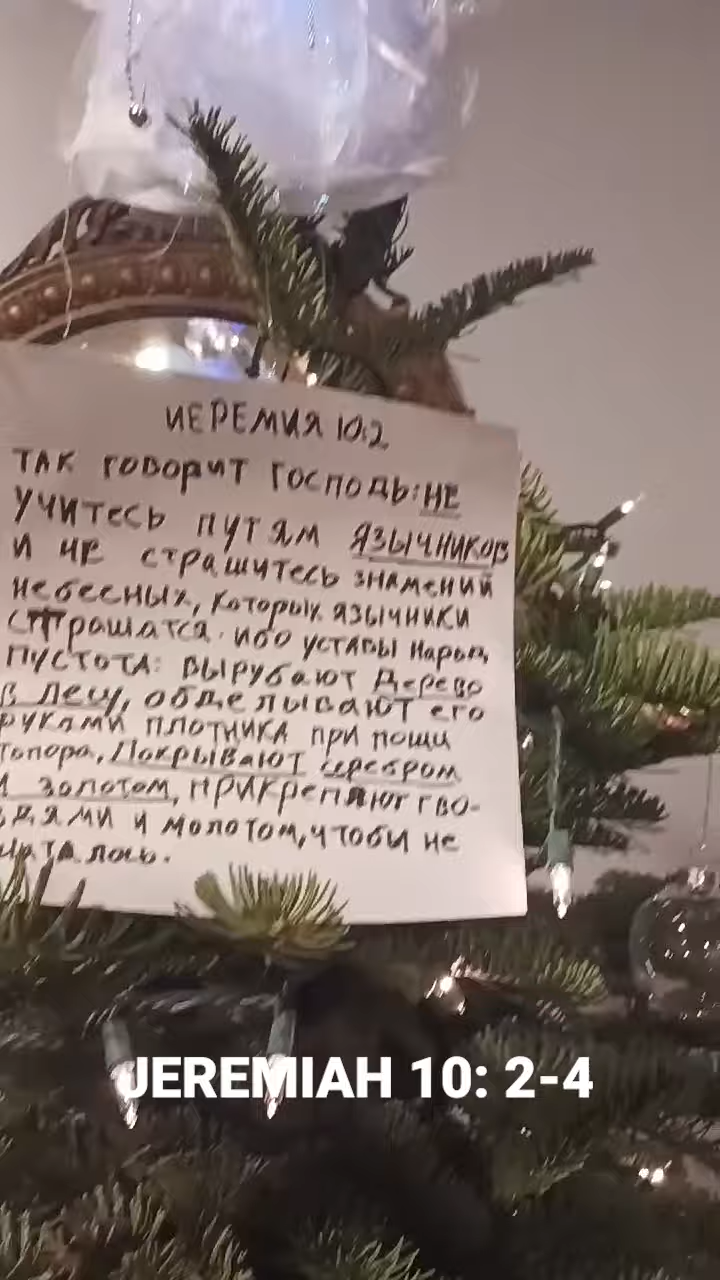 ИЕРЕМИЯ 10:2
ТАК ГОВОРИТ ГОСПОДЬ: НЕ
УЧИТЕСЬ ПУТЯМ ЯЗЫЧНИКОВ
И НЕ СТРАШИТЕСЬ ЗНАМЕНИЙ
НЕБЕСНЫХ, КОТОРЫХ ЯЗЫЧНИКИ
СТРАШАТСЯ. ИБО УСТАВЫ
ПУСТОТА: ВЫРУБАЮТ ДЕРЕВО
В ЛЕСУ, ОБДЕЛЫВАЮТ ЕГО
РУКАМИ ПЛОТНИКА ПРИ ПОЩИ
ТОПОРА, ПОКРЫВАЮТ СЕРЕБРОМ
И ЗОЛОТОМ, ПРИКРЕПЛЯЮТ ГВО-
ЗДЯМИ И МОЛОТОМ, ЧТОБЫ НЕ
ШАТАЛОСЬ.
JEREMIAH 10: 2-4